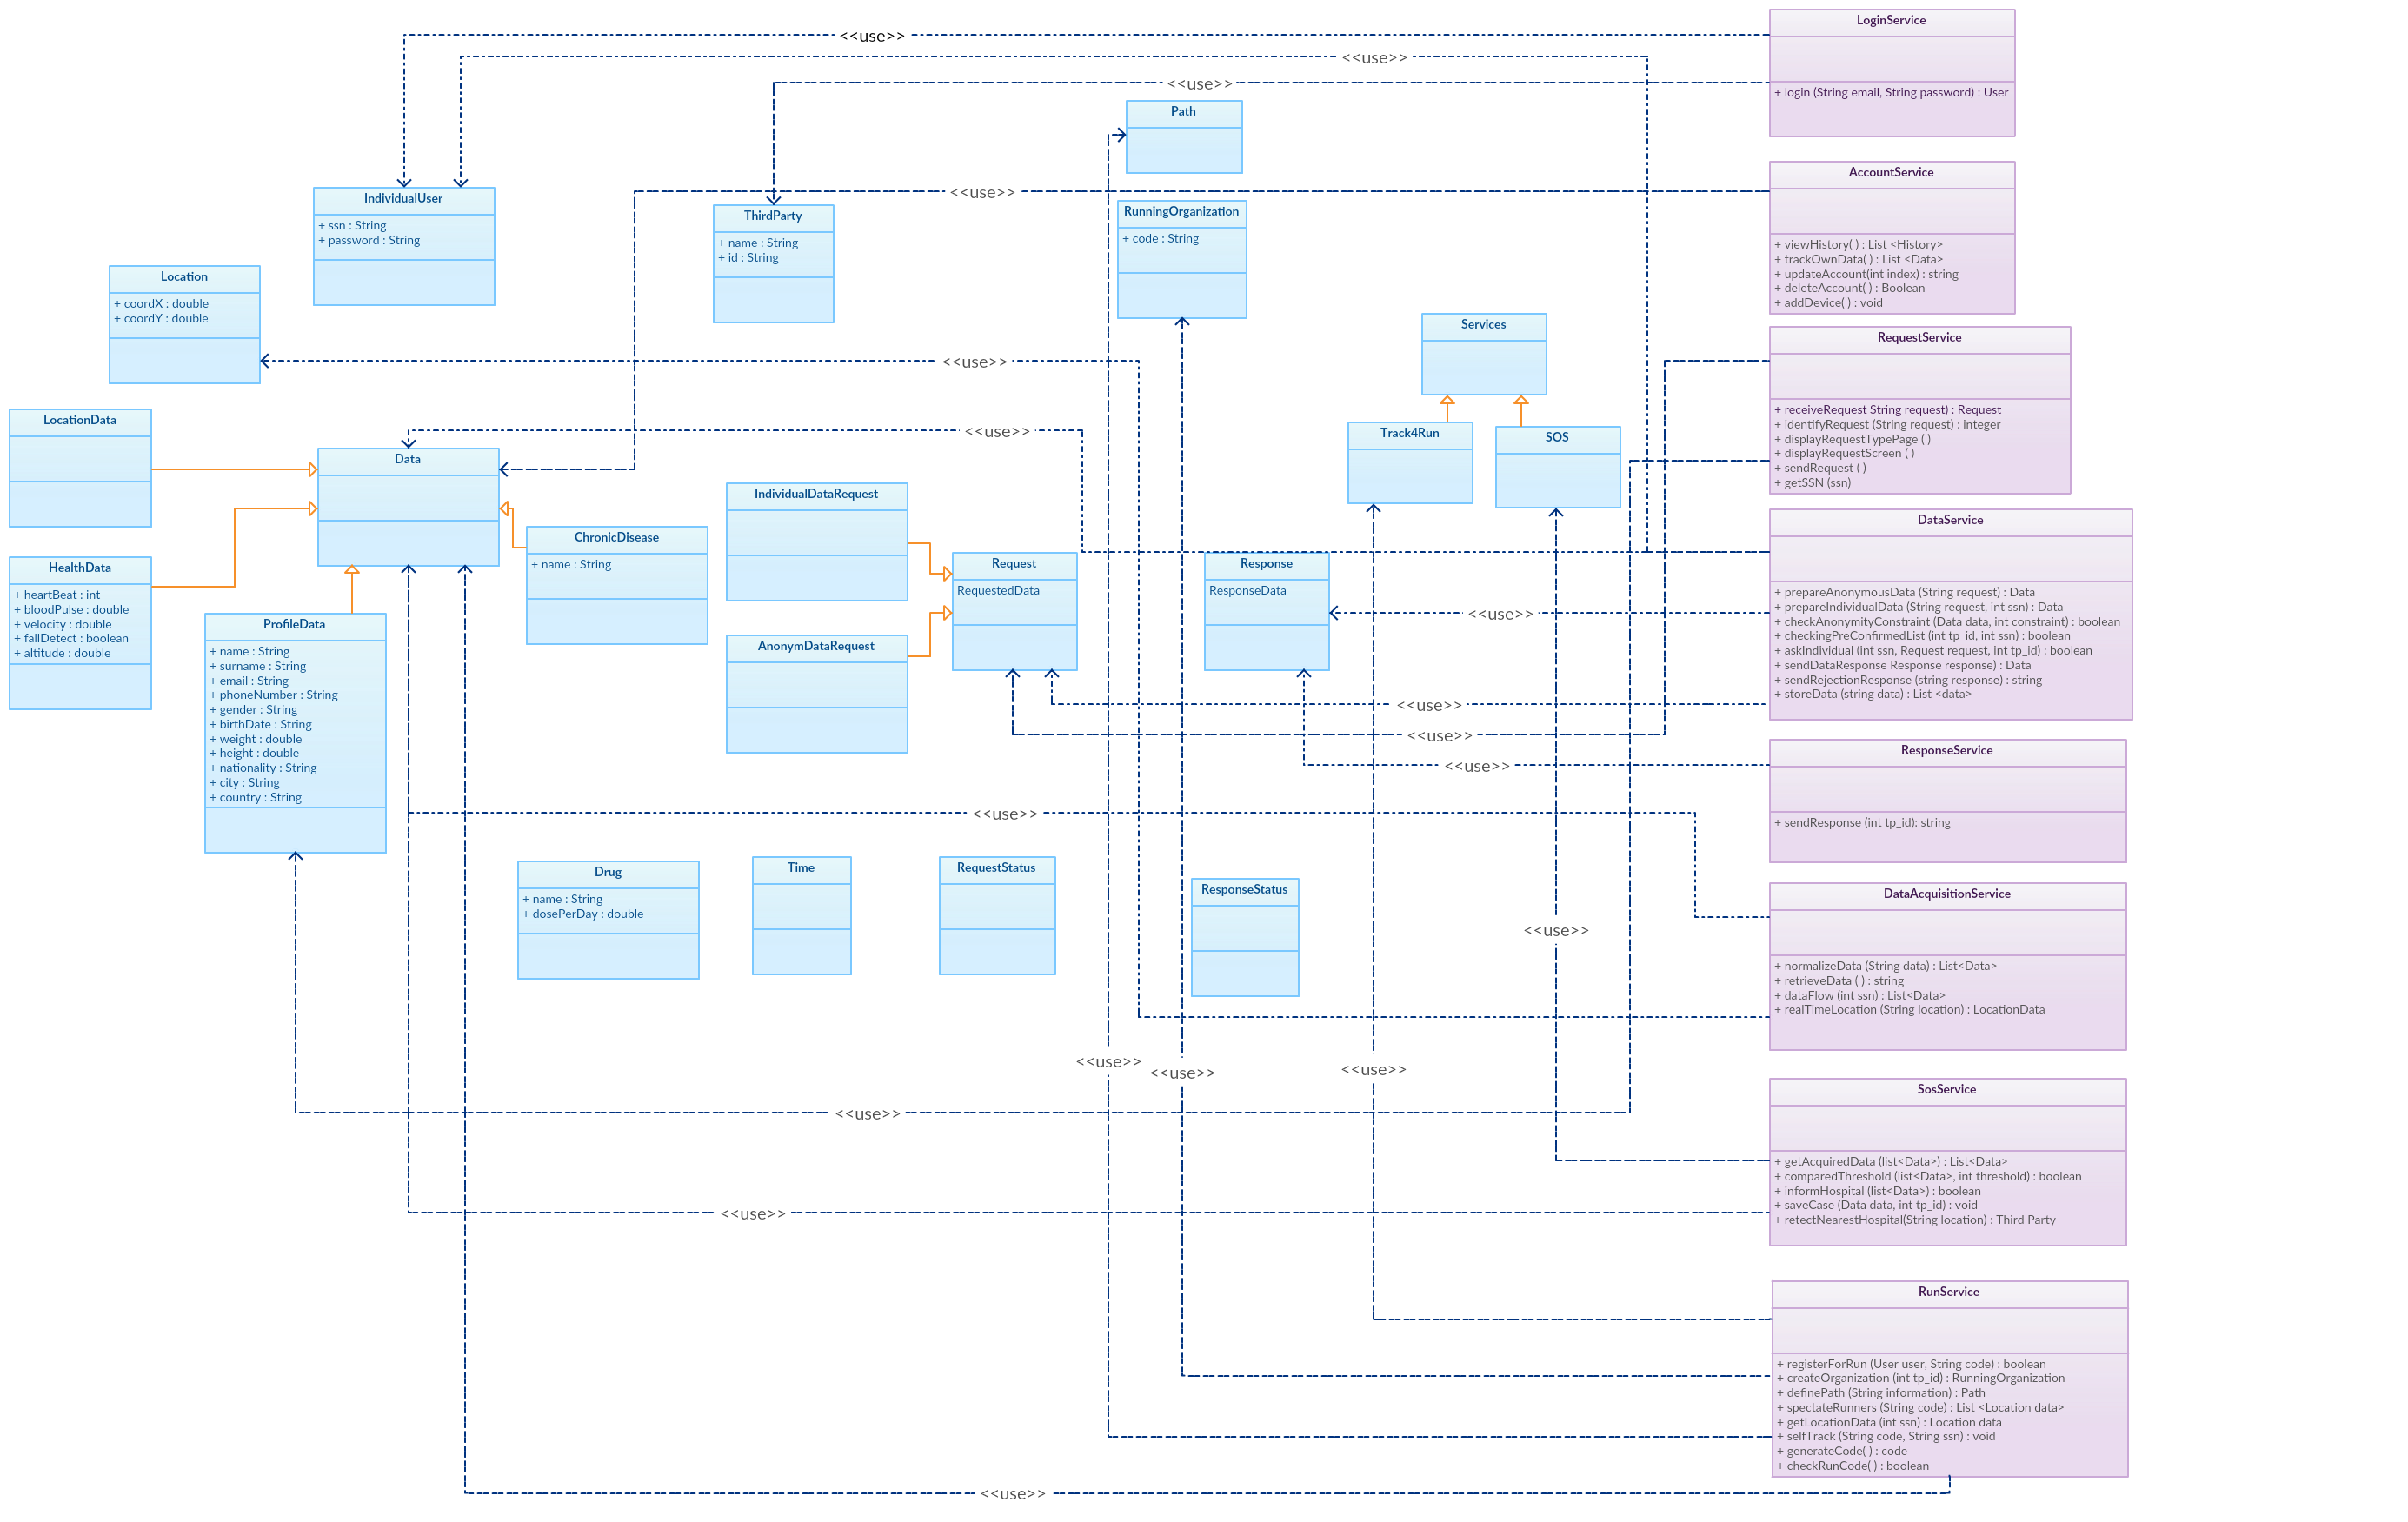 LoginService
+ login (String email, String password) : User
<<use>>
<<use>>
<<use>>
Path
AccountService
+ viewHistory( ) : List <History>
+ trackOwnData( ) : List <Data>
+ updateAccount(int index) : string
+ deleteAccount( ) : Boolean
+ addDevice( ) : void
<<use>>
IndividualUser
+ ssn : String
+ password : String
ThirdParty
+ name : String
+ id : String
RunningOrganization
+ code : String
Location
+ coordX : double
+ coordY : double
Services
RequestService
+ receiveRequest String request) : Request
+ identifyRequest (String request) : integer
+ displayRequestTypePage ( )
+ displayRequestScreen ( )
+ sendRequest ( )
+ getSSN (ssn)
<<use>>
LocationData
<<use>>
Track4Run
SOS
Data
IndividualDataRequest
ChronicDisease
+ name : String
DataService
+ prepareAnonymousData (String request) : Data
+ prepareIndividualData (String request, int ssn) : Data
+ checkAnonymityConstraint (Data data, int constraint) : boolean
+ checkingPreConfirmedList (int tp_id, int ssn) : boolean
+ askIndividual (int ssn, Request request, int tp_id) : boolean
+ sendDataResponse Response response) : Data
+ sendRejectionResponse (string response) : string
+ storeData (string data) : List <data>
HealthData
+ heartBeat : int
+ bloodPulse : double
+ velocity : double
+ fallDetect : boolean
+ altitude : double
Request
RequestedData
Response
ResponseData
<<use>>
ProfileData
+ name : String
+ surname : String
+ email : String
+ phoneNumber : String
+ gender : String
+ birthDate : String
+ weight : double
+ height : double
+ nationality : String
+ city : String
+ country : String
AnonymDataRequest
<<use>>
<<use>>
<<use>>
ResponseService
+ sendResponse (int tp_id): string
<<use>>
Drug
+ name : String
+ dosePerDay : double
Time
RequestStatus
ResponseStatus
DataAcquisitionService
+ normalizeData (String data) : List<Data>
+ retrieveData ( ) : string
+ dataFlow (int ssn) : List<Data>
+ realTimeLocation (String location) : LocationData
<<use>>
<<use>>
<<use>>
<<use>>
<<use>>
SosService
+ getAcquiredData (list<Data>) : List<Data>
+ comparedThreshold (list<Data>, int threshold) : boolean
+ informHospital (list<Data>) : boolean
+ saveCase (Data data, int tp_id) : void
+ retectNearestHospital(String location) : Third Party
<<use>>
RunService
+ registerForRun (User user, String code) : boolean
+ createOrganization (int tp_id) : RunningOrganization
+ definePath (String information) : Path
+ spectateRunners (String code) : List <Location data>
+ getLocationData (int ssn) : Location data
+ selfTrack (String code, String ssn) : void
+ generateCode( ) : code
+ checkRunCode( ) : boolean
<<use>>